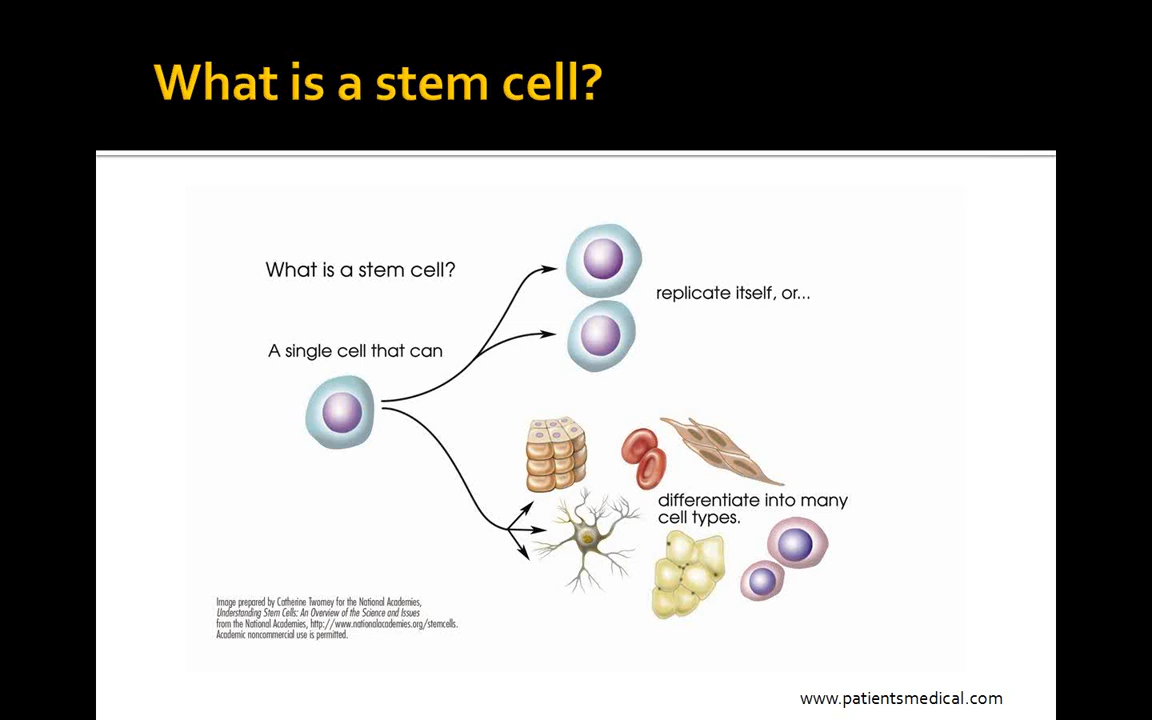 What is a stem cell?
What is a stem cell?
replicate itself, or...
A single cell that can
differentiate into many
cell types.
Image prepared by Catherine Twomey for the National Academies,
Understanding Stem Cells: An Overview of the Science and Issues
from the National Academies, http://www.nationalacademies.org/stemcells.
Academic noncommercial use is permitted.
www.patientsmedical.com